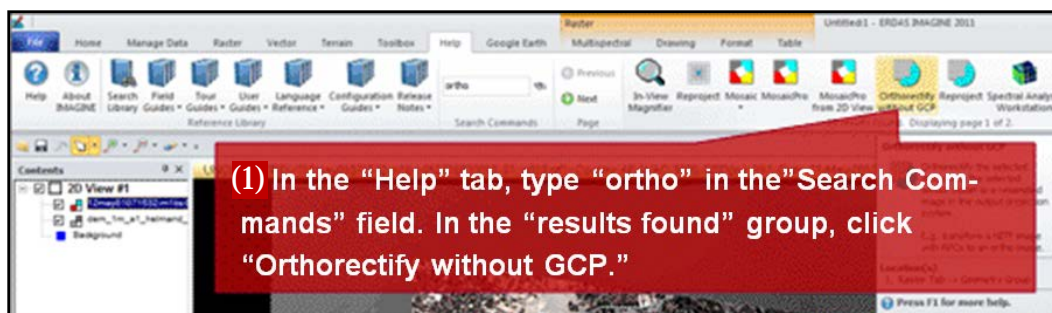 Raster
Untitled:1 - ERDAS IMAGINE 2011
File Home Manage Data Raster Vector Terrain Toolbox Help Google Earth Multispectral Drawing Format Table
Help About IMAGINE Search Library Field Guides Tour Guides User Guides Language Reference Configuration Guides Release Notes
ortho
Previous
Next
In-View Magnifier Reproject Mosaic MosaicPro MosaicPro from 2D View Orthorectify without GCP Reproject Spectral Analysis Workstation
Reference Library Search Commands Page Displaying page 1 of 2.
Contents
2D View #1
Background
(1) In the “Help” tab, type “ortho” in the”Search Com-
mands” field. In the “results found” group, click
“Orthorectify without GCP.”
Press F1 for more help.